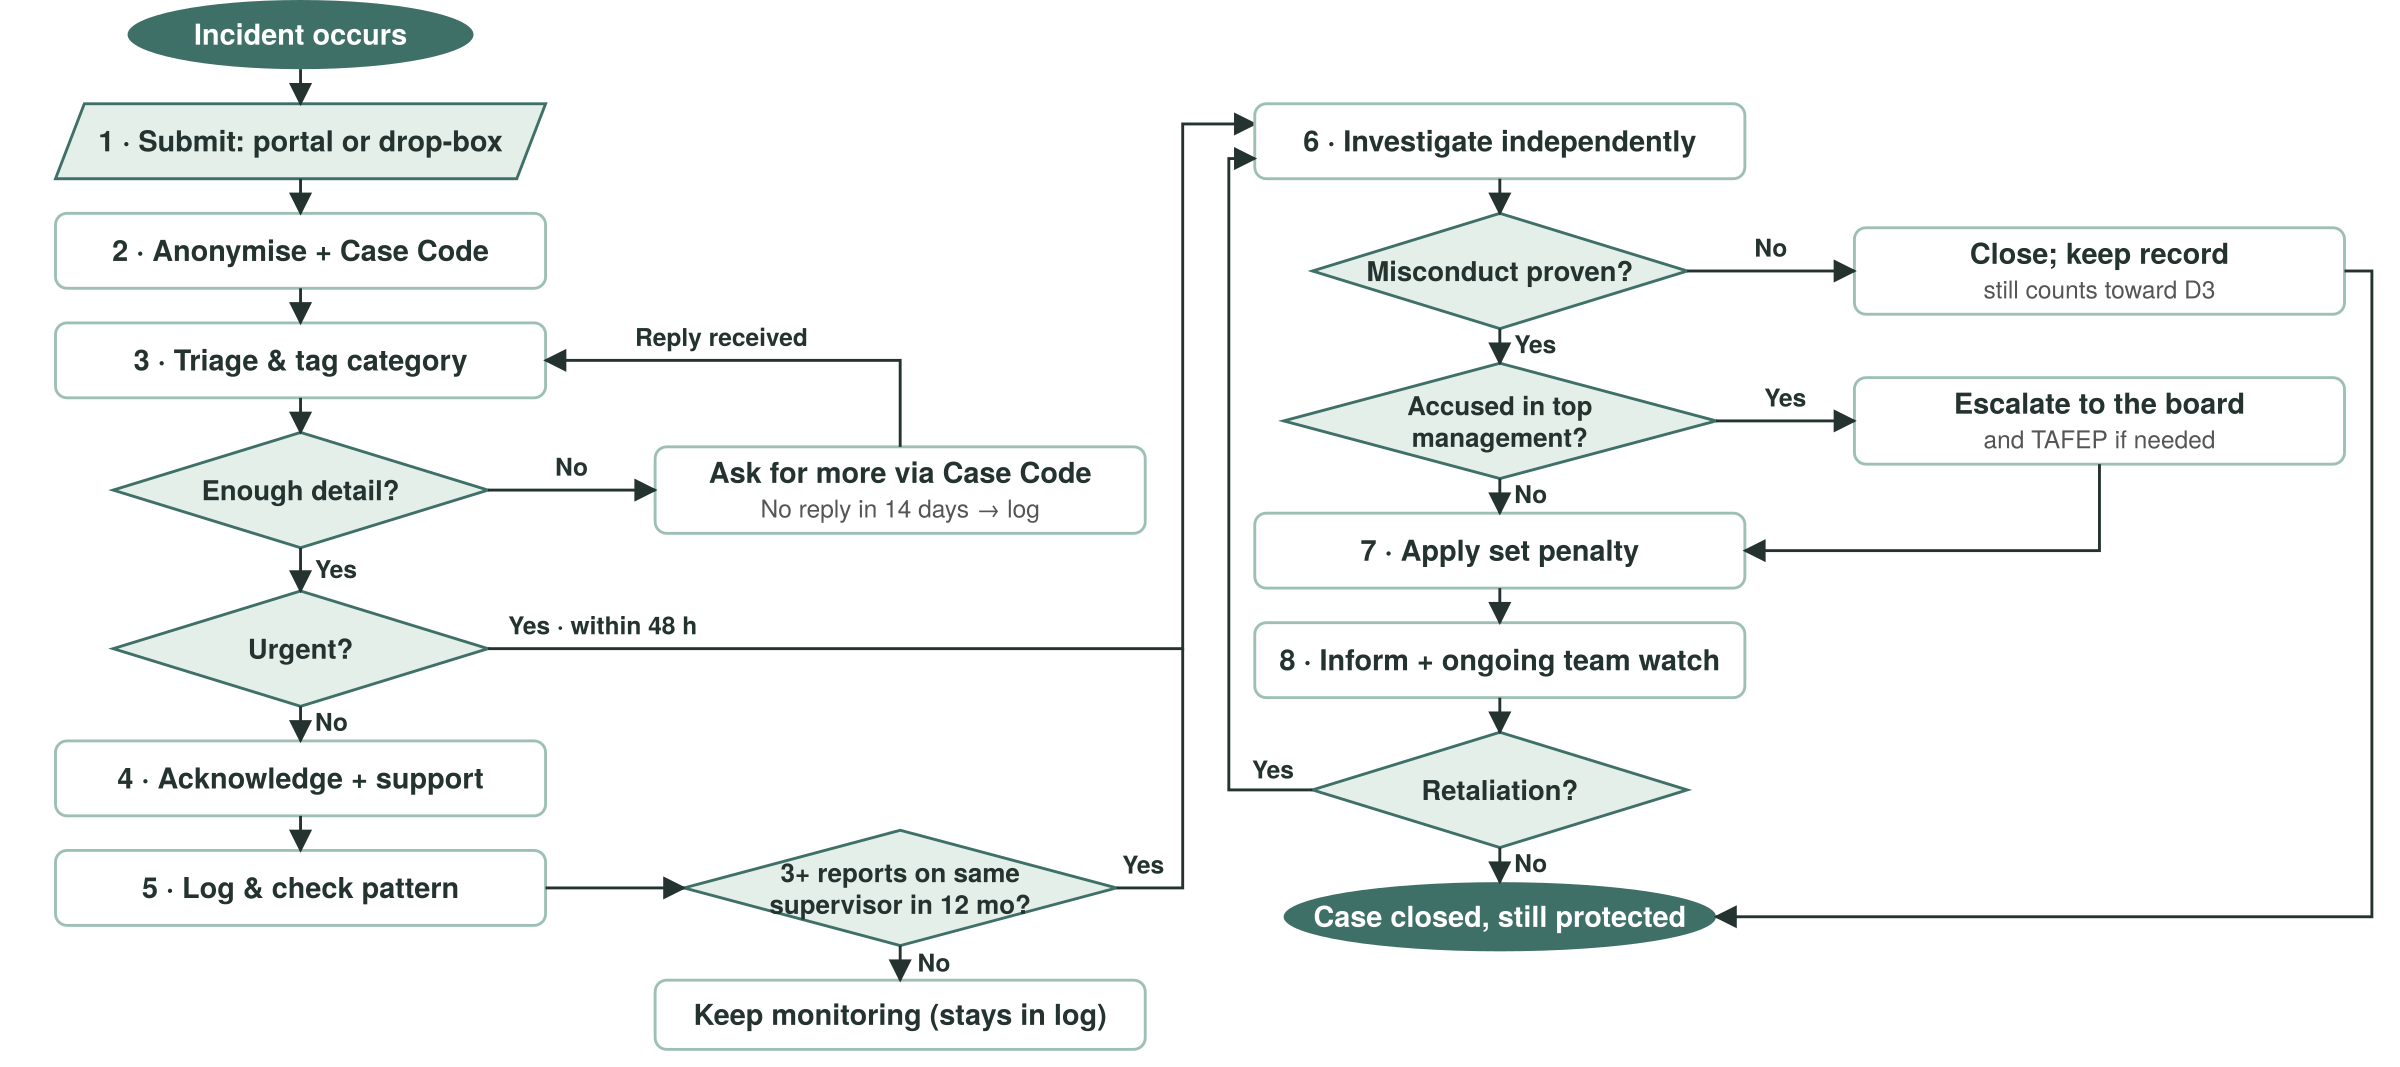 Incident occurs
1 · Submit: portal or drop-box
2 · Anonymise + Case Code
3 · Triage & tag category
Reply received
Enough detail?
No
Ask for more via Case Code
No reply in 14 days → log
Yes
Urgent?
Yes · within 48 h
No
4 · Acknowledge + support
5 · Log & check pattern
3+ reports on same
supervisor in 12 mo?
Yes
No
Keep monitoring (stays in log)
6 · Investigate independently
Misconduct proven?
No
Close; keep record
still counts toward D3
Yes
Accused in top
management?
Yes
Escalate to the board
and TAFEP if needed
No
7 · Apply set penalty
8 · Inform + ongoing team watch
Retaliation?
Yes
No
Case closed, still protected